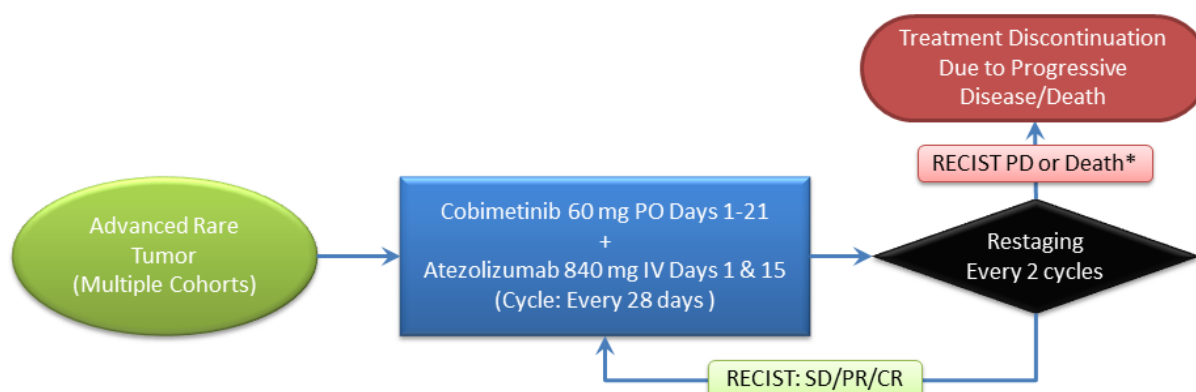 Treatment Discontinuation
Due to Progressive
Disease/Death
RECIST PD or Death*
Advanced Rare
Tumor
(Multiple Cohorts)
Cobimetinib 60 mg PO Days 1-21
+
Atezolizumab 840 mg IV Days 1 & 15
(Cycle: Every 28 days )
Restaging
Every 2 cycles
RECIST: SD/PR/CR